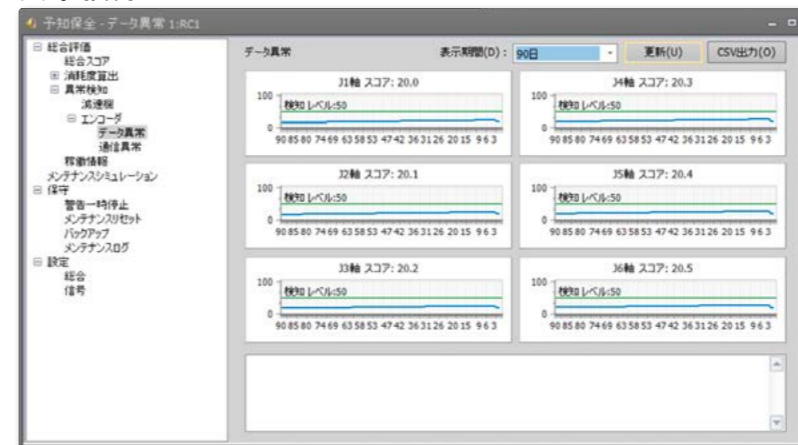 予知保全 - データ異常 1:RC1
総合評価
総合スコア
消耗度算出
異常検知
減速機
エンコーダ
データ異常
通信異常
稼働情報
メンテナンスシミュレーション
保守
警告一時停止
メンテナンスリセット
バックアップ
メンテナンスログ
設定
総合
信号
データ異常 表示期間(D): 90日 更新(U) CSV出力(O)
J1軸 スコア: 20.0
100
検知レベル:50
0
90 85 80 74 69 63 58 53 47 42 36 31 26 20 15 9 6 3
J4軸 スコア: 20.3
100
検知レベル:50
0
90 85 80 74 69 63 58 53 47 42 36 31 26 20 15 9 6 3
J2軸 スコア: 20.1
100
検知レベル:50
0
90 85 80 74 69 63 58 53 47 42 36 31 26 20 15 9 6 3
J5軸 スコア: 20.4
100
検知レベル:50
0
90 85 80 74 69 63 58 53 47 42 36 31 26 20 15 9 6 3
J3軸 スコア: 20.2
100
検知レベル:50
0
90 85 80 74 69 63 58 53 47 42 36 31 26 20 15 9 6 3
J6軸 スコア: 20.5
100
検知レベル:50
0
90 85 80 74 69 63 58 53 47 42 36 31 26 20 15 9 6 3